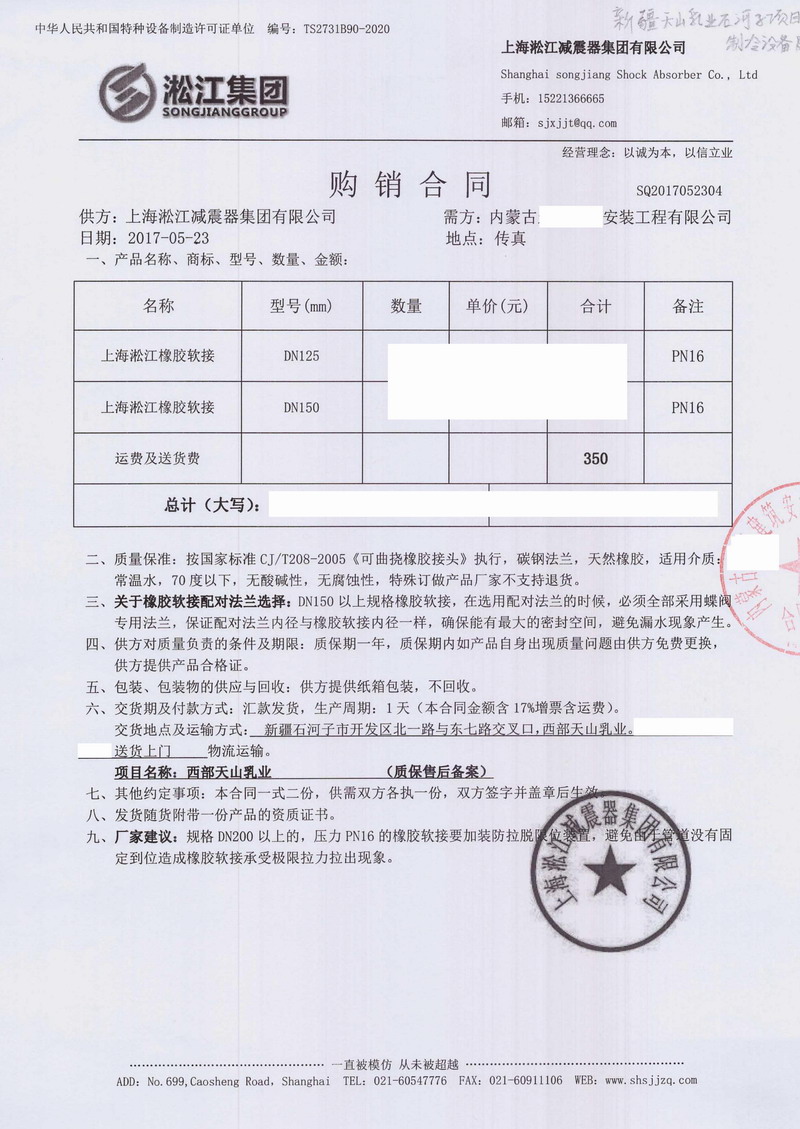 中华人民共和国特种设备制造许可证单位 编号：TS2731B90-2020
新疆天山乳业石河子项目
制冷设备
上海淞江减震器集团有限公司
Shanghai songjiang Shock Absorber Co., Ltd
手机：15221366665
邮箱：sjxjjt@qq.com
淞江集团
SONGJIANGGROUP
经营理念：以诚为本，以信立业
购销合同
SQ2017052304
供方：上海淞江减震器集团有限公司 需方：内蒙古 安装工程有限公司
日期：2017-05-23 地点：传真
一、产品名称、商标、型号、数量、金额：
名称 型号(mm) 数量 单价(元) 合计 备注
上海淞江橡胶软接 DN125 PN16
上海淞江橡胶软接 DN150 PN16
运费及送货费 350
总计（大写）：
二、质量保准：按国家标准 CJ/T208-2005《可曲挠橡胶接头》执行，碳钢法兰，天然橡胶，适用介质：
常温水，70 度以下，无酸碱性，无腐蚀性，特殊订做产品厂家不支持退货。
三、关于橡胶软接配对法兰选择：DN150 以上规格橡胶软接，在选用配对法兰的时候，必须全部采用蝶阀
专用法兰，保证配对法兰内径与橡胶软接内径一样，确保能有最大的密封空间，避免漏水现象产生。
四、供方对质量负责的条件及期限：质保期一年，质保期内如产品自身出现质量问题由供方免费更换，
供方提供产品合格证。
五、包装、包装物的供应与回收：供方提供纸箱包装，不回收。
六、交货期及付款方式：汇款发货，生产周期：1 天（本合同金额含 17%增票含运费）。
交货地点及运输方式： 新疆石河子市开发区北一路与东七路交叉口，西部天山乳业。
送货上门 物流运输。
项目名称：西部天山乳业 （质保售后备案）
七、其他约定事项：本合同一式二份，供需双方各执一份，双方签字并盖章后生效。
八、发货随货附带一份产品的资质证书。
九、厂家建议：规格 DN200 以上的，压力 PN16 的橡胶软接要加装防拉脱限位装置，避免由于管道没有固
定到位造成橡胶软接承受极限拉力拉出现象。
上海淞江减震器集团有限公司
内蒙古 建筑安
合同
一直被模仿 从未被超越
ADD：No.699,Caosheng Road，Shanghai TEL：021-60547776 FAX：021-60911106 WEB：www.shsjjzq.com